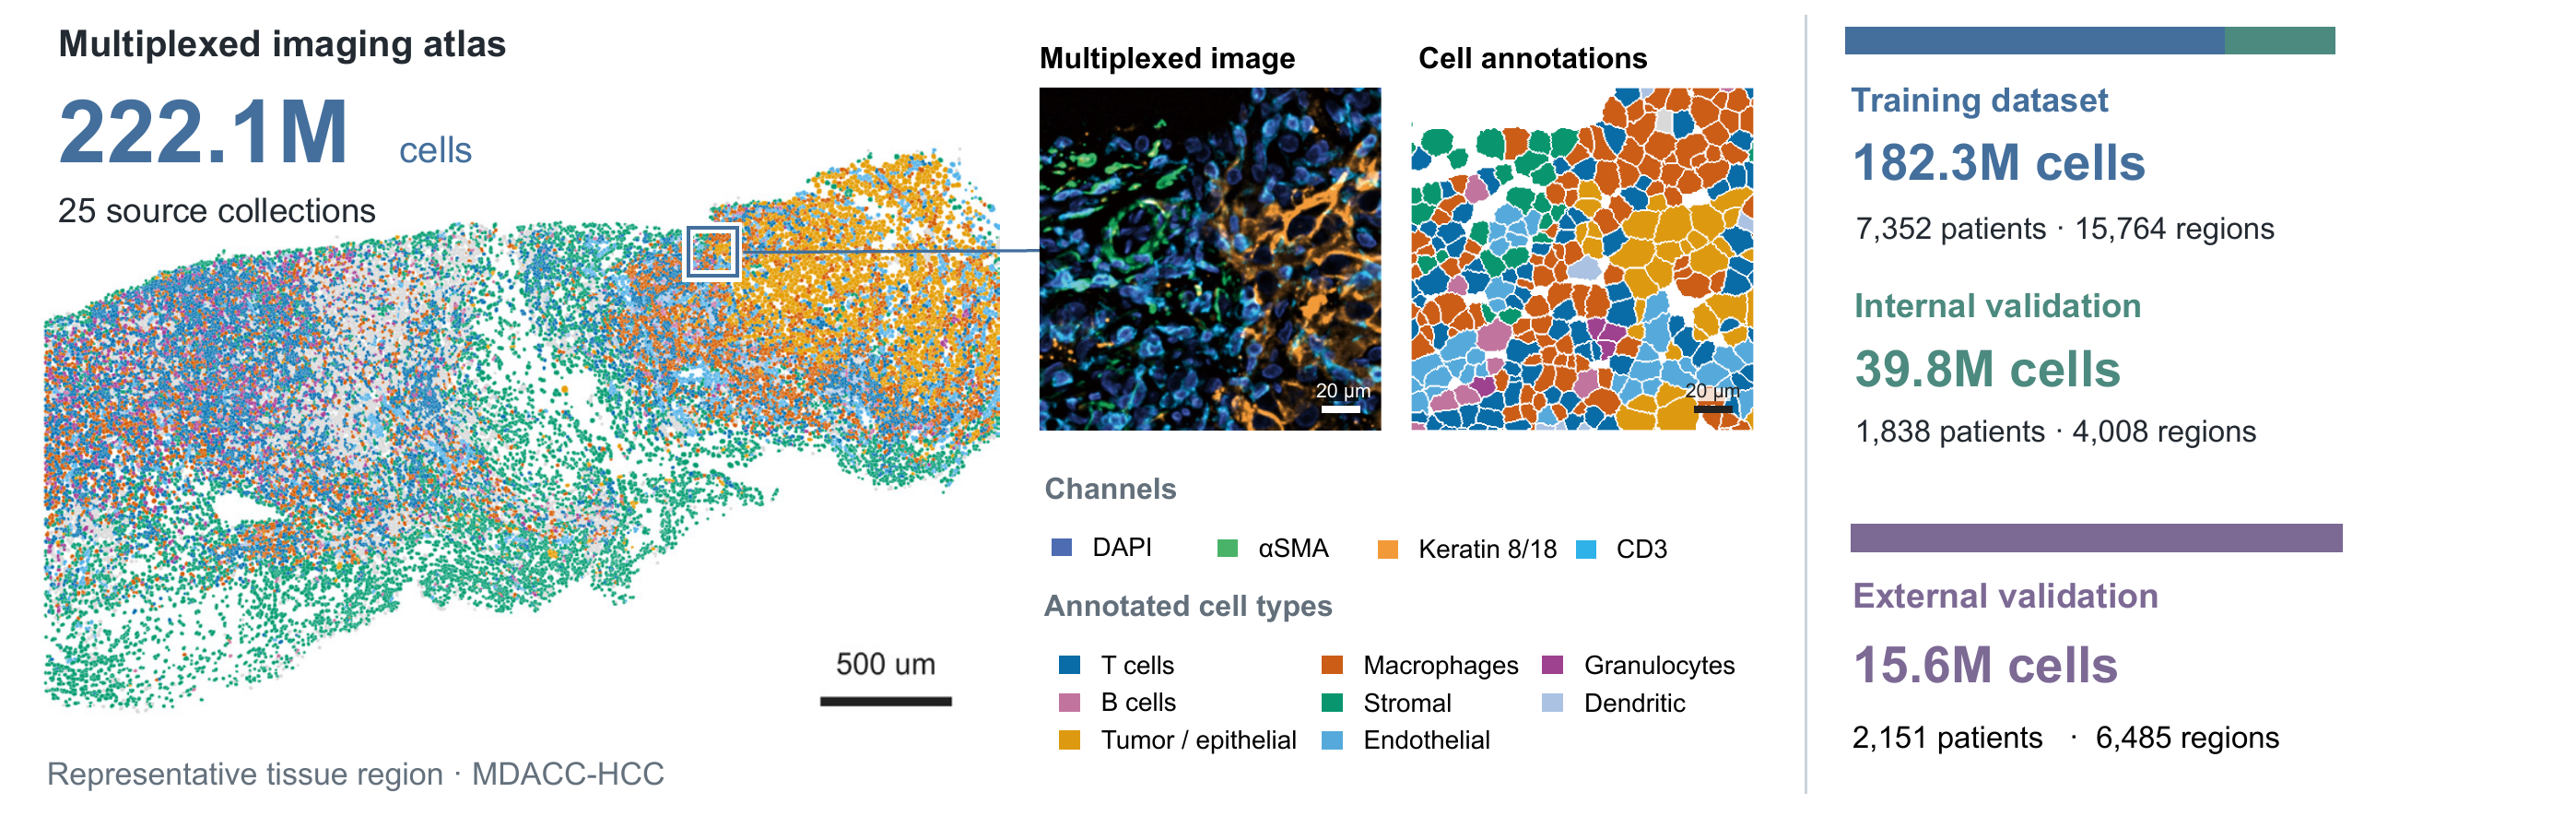 Multiplexed imaging atlas
222.1M cells
25 source collections
500 um
Representative tissue region · MDACC-HCC
Multiplexed image
20 µm
Cell annotations
20 µm
Channels
DAPI
αSMA
Keratin 8/18
CD3
Annotated cell types
T cells
Macrophages
Granulocytes
B cells
Stromal
Dendritic
Tumor / epithelial
Endothelial
Training dataset
182.3M cells
7,352 patients · 15,764 regions
Internal validation
39.8M cells
1,838 patients · 4,008 regions
External validation
15.6M cells
2,151 patients · 6,485 regions